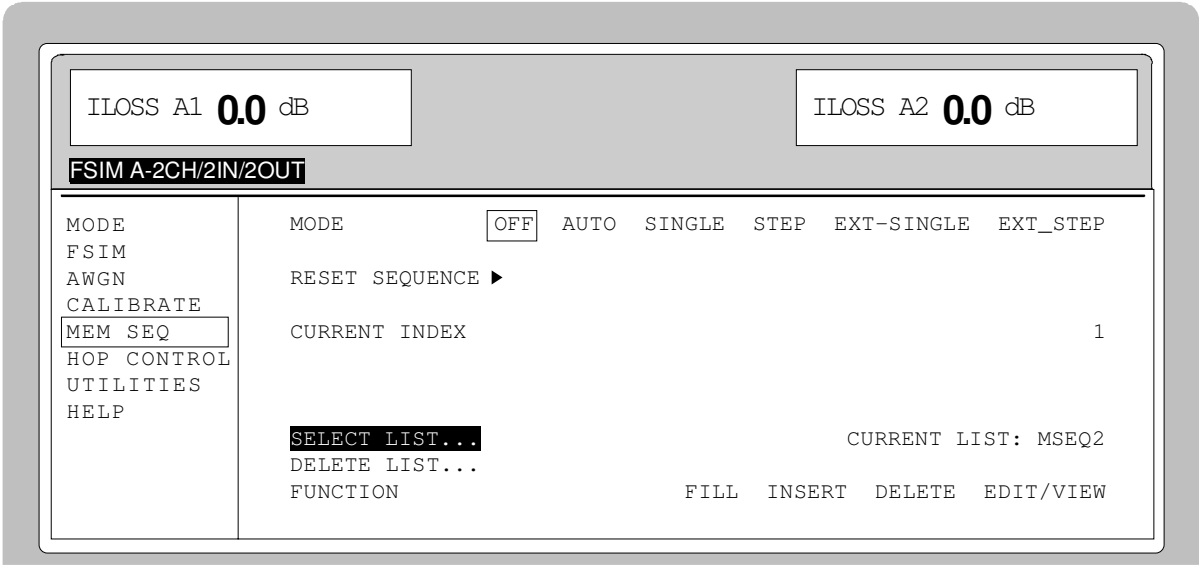 ILOSS A1 0.0 dB
ILOSS A2 0.0 dB
FSIM A-2CH/2IN/2OUT
MODE
FSIM
AWGN
CALIBRATE
MEM SEQ
HOP CONTROL
UTILITIES
HELP
MODE OFF AUTO SINGLE STEP EXT-SINGLE EXT_STEP
RESET SEQUENCE
CURRENT INDEX 1
SELECT LIST... CURRENT LIST: MSEQ2
DELETE LIST...
FUNCTION FILL INSERT DELETE EDIT/VIEW